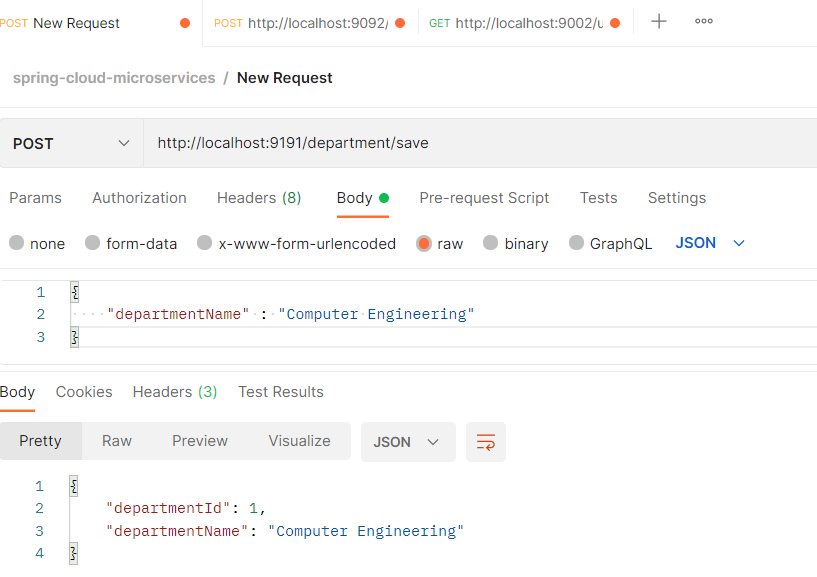 POST New Request POST http://localhost:9092/ GET http://localhost:9002/u
spring-cloud-microservices / New Request
POST http://localhost:9191/department/save
Params Authorization Headers (8) Body Pre-request Script Tests Settings
none form-data x-www-form-urlencoded raw binary GraphQL JSON
1 {
2 "departmentName" : "Computer Engineering"
3 }
Body Cookies Headers (3) Test Results
Pretty Raw Preview Visualize JSON
1 {
2 "departmentId": 1,
3 "departmentName": "Computer Engineering"
4 }